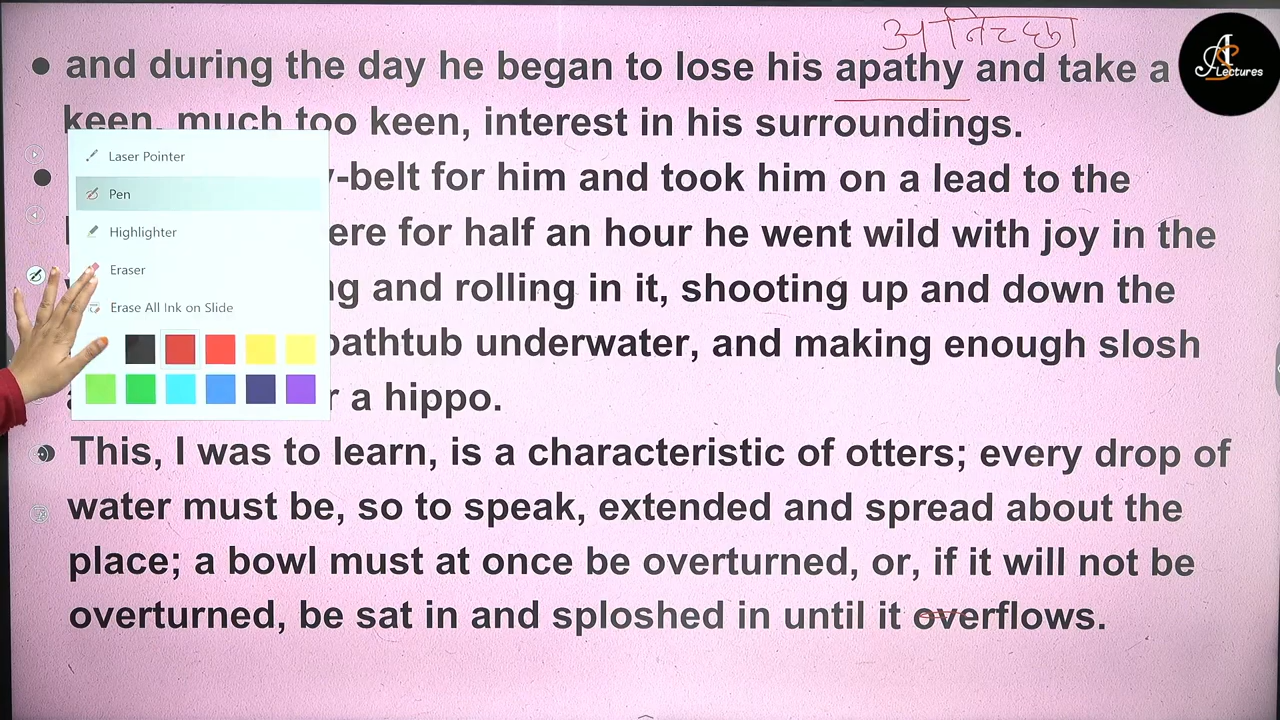 अनिच्छा
and during the day he began to lose his apathy and take a
keen, much too keen, interest in his surroundings.
-belt for him and took him on a lead to the
ere for half an hour he went wild with joy in the
ng and rolling in it, shooting up and down the
bathtub underwater, and making enough slosh
r a hippo.
This, I was to learn, is a characteristic of otters; every drop of
water must be, so to speak, extended and spread about the
place; a bowl must at once be overturned, or, if it will not be
overturned, be sat in and sploshed in until it overflows.
Laser Pointer
Pen
Highlighter
Eraser
Erase All Ink on Slide
Lectures